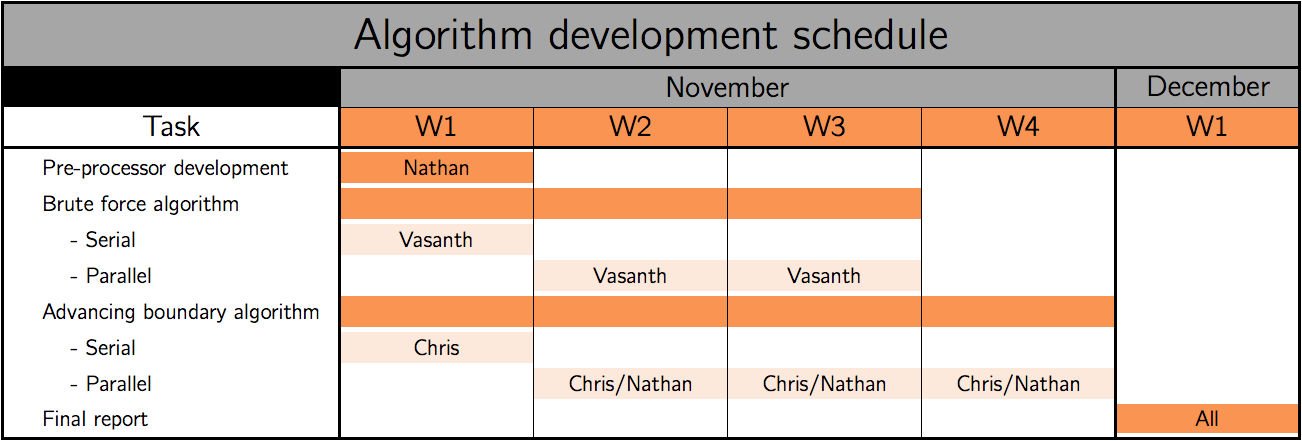 Algorithm development schedule
November December
Task W1 W2 W3 W4 W1
Pre-processor development Nathan
Brute force algorithm
- Serial Vasanth
- Parallel Vasanth Vasanth
Advancing boundary algorithm
- Serial Chris
- Parallel Chris/Nathan Chris/Nathan Chris/Nathan
Final report All